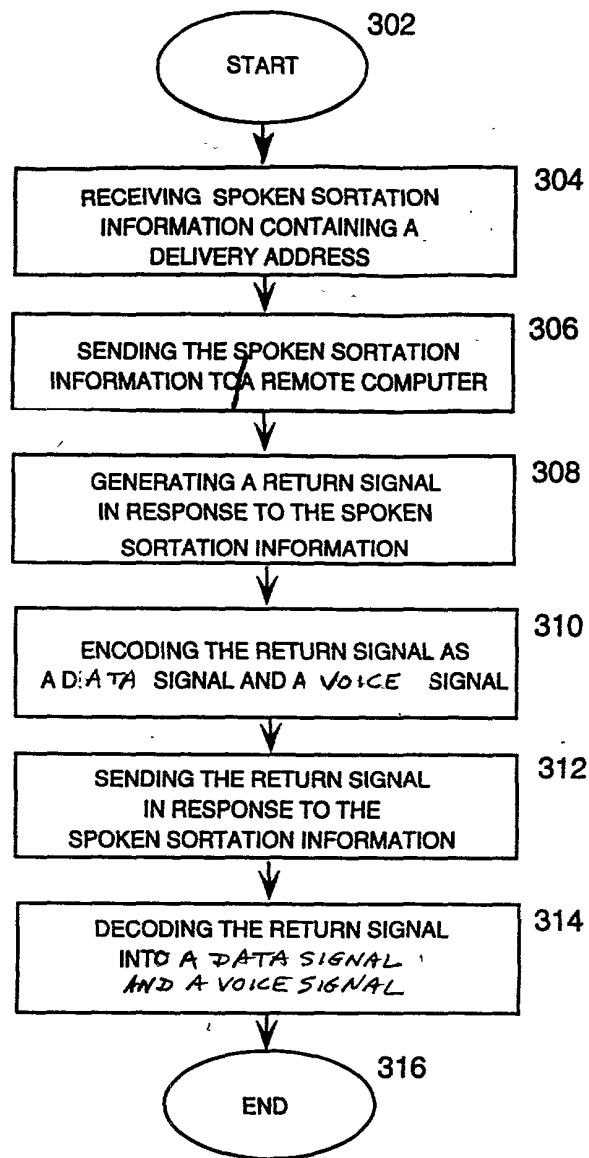 302
START
304
RECEIVING SPOKEN SORTATION
INFORMATION CONTAINING A
DELIVERY ADDRESS
306
SENDING THE SPOKEN SORTATION
INFORMATION TO/A REMOTE COMPUTER
308
GENERATING A RETURN SIGNAL
IN RESPONSE TO THE SPOKEN
SORTATION INFORMATION
310
ENCODING THE RETURN SIGNAL AS
A DATA SIGNAL AND A VOICE SIGNAL
312
SENDING THE RETURN SIGNAL
IN RESPONSE TO THE
SPOKEN SORTATION INFORMATION
314
DECODING THE RETURN SIGNAL
INTO A DATA SIGNAL
AND A VOICE SIGNAL
316
END